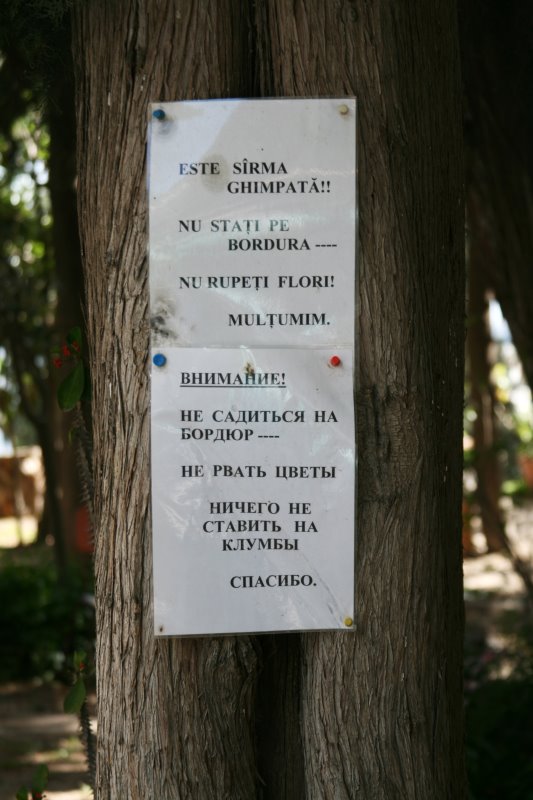 ESTE SÎRMA
GHIMPATĂ!!
NU STAȚI PE
BORDURA ----
NU RUPEȚI FLORI!
MULȚUMIM.
ВНИМАНИЕ!
НЕ САДИТЬСЯ НА
БОРДЮР ----
НЕ РВАТЬ ЦВЕТЫ
НИЧЕГО НЕ
СТАВИТЬ НА
КЛУМБЫ
СПАСИБО.